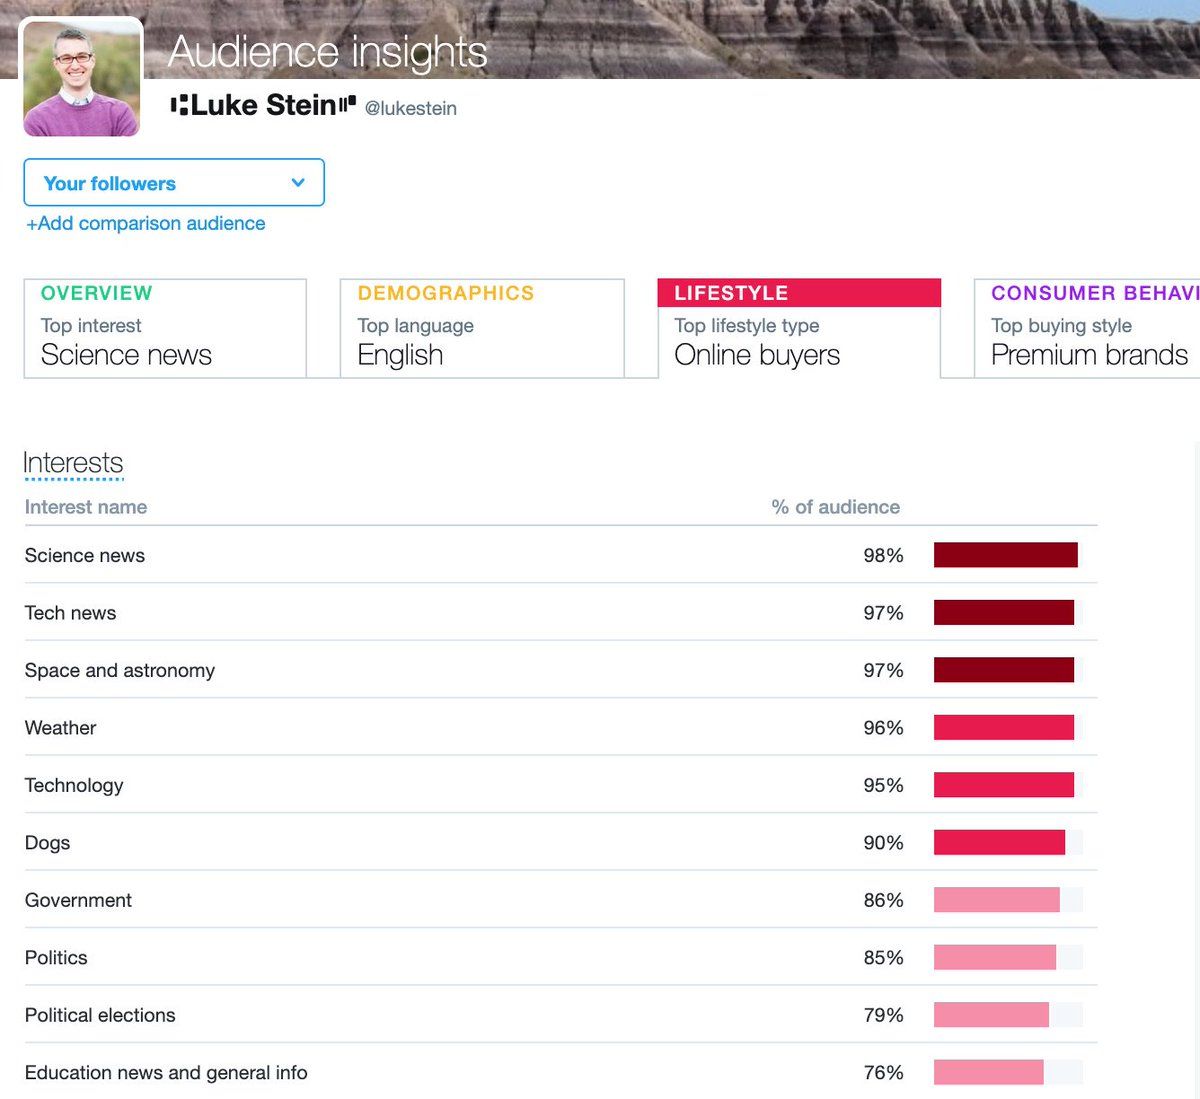 Audience insights
Luke Stein @lukestein
Your followers
+Add comparison audience
OVERVIEW
Top interest
Science news
DEMOGRAPHICS
Top language
English
LIFESTYLE
Top lifestyle type
Online buyers
CONSUMER BEHAVI
Top buying style
Premium brands
Interests
Interest name % of audience
Science news 98%
Tech news 97%
Space and astronomy 97%
Weather 96%
Technology 95%
Dogs 90%
Government 86%
Politics 85%
Political elections 79%
Education news and general info 76%